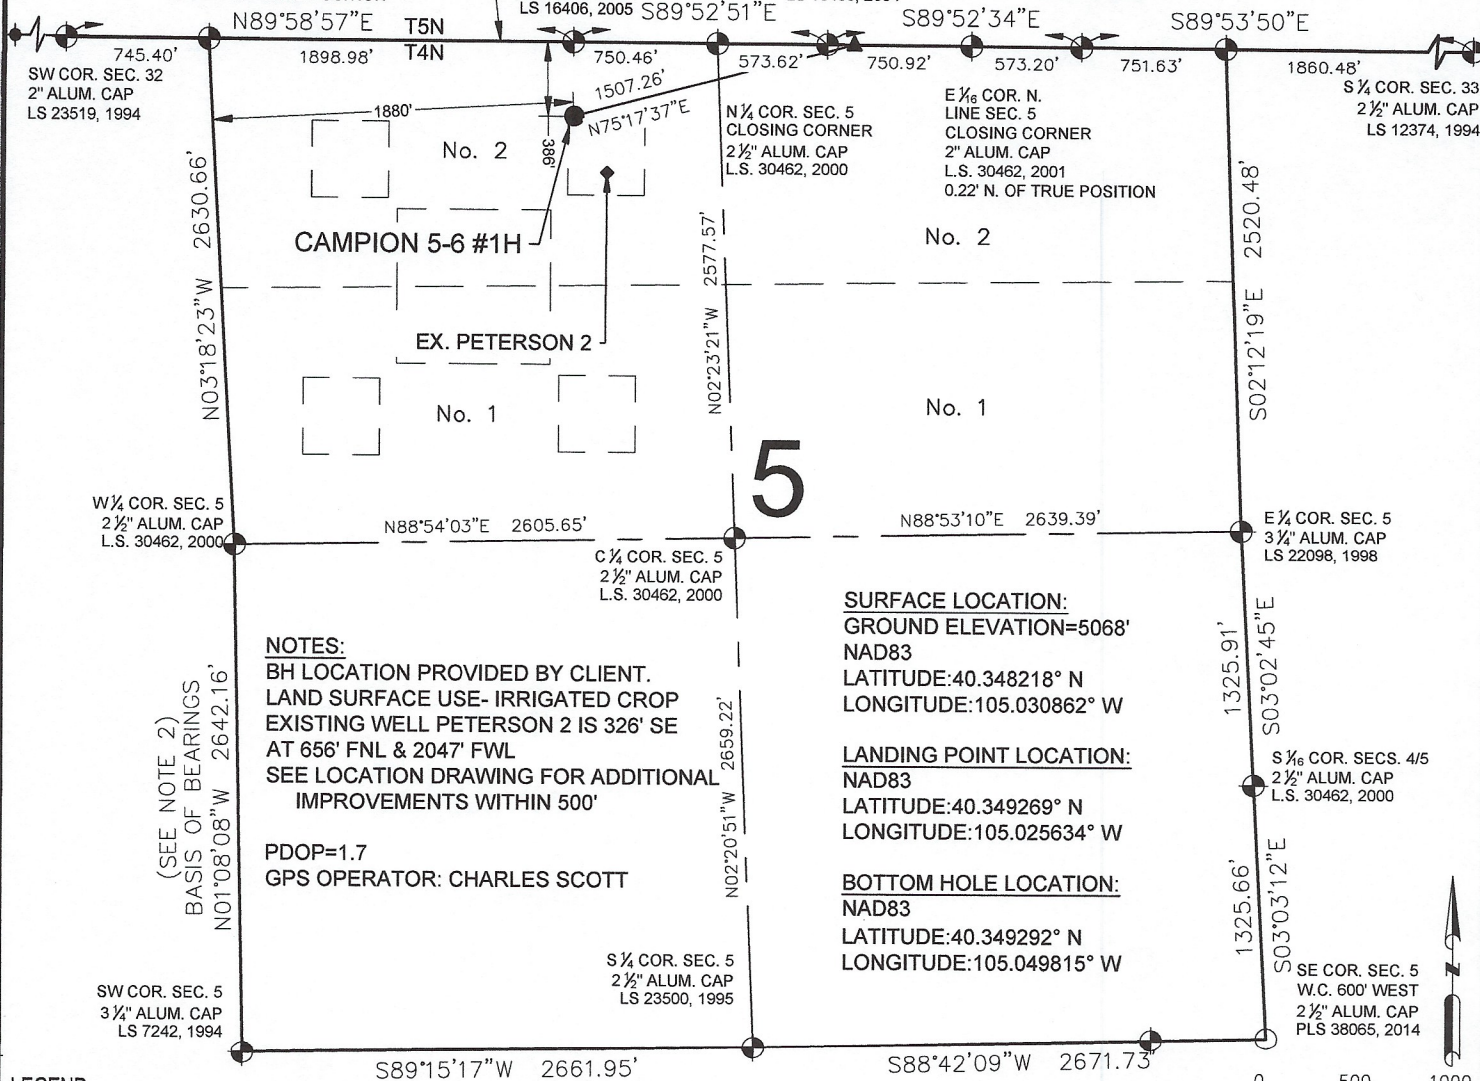 LS 16406, 2005
N89°58'57"E
S89°52'51"E
S89°52'34"E
S89°53'50"E
T5N
T4N
745.40'
1898.98'
750.46'
573.62'
750.92'
573.20'
751.63'
1860.48'
SW COR. SEC. 32
2" ALUM. CAP
LS 23519, 1994
S ¼ COR. SEC. 33
2 ½" ALUM. CAP
LS 12374, 1994
1880'
386'
1507.26'
N75°17'37"E
N ¼ COR. SEC. 5
CLOSING CORNER
2 ½" ALUM. CAP
L.S. 30462, 2000
E 1/16 COR. N.
LINE SEC. 5
CLOSING CORNER
2" ALUM. CAP
L.S. 30462, 2001
0.22' N. OF TRUE POSITION
No. 2
No. 2
CAMPION 5-6 #1H
EX. PETERSON 2
No. 1
No. 1
N03°18'23"W 2630.66'
N02°23'21"W 2577.57'
S02°12'19"E 2520.48'
5
W ¼ COR. SEC. 5
2 ½" ALUM. CAP
L.S. 30462, 2000
N88°54'03"E 2605.65'
N88°53'10"E 2639.39'
C ¼ COR. SEC. 5
2 ½" ALUM. CAP
L.S. 30462, 2000
E ¼ COR. SEC. 5
3 ¼" ALUM. CAP
LS 22098, 1998
NOTES:
BH LOCATION PROVIDED BY CLIENT.
LAND SURFACE USE- IRRIGATED CROP
EXISTING WELL PETERSON 2 IS 326' SE
AT 656' FNL & 2047' FWL
SEE LOCATION DRAWING FOR ADDITIONAL
IMPROVEMENTS WITHIN 500'
PDOP=1.7
GPS OPERATOR: CHARLES SCOTT
SURFACE LOCATION:
GROUND ELEVATION=5068'
NAD83
LATITUDE:40.348218° N
LONGITUDE:105.030862° W
LANDING POINT LOCATION:
NAD83
LATITUDE:40.349269° N
LONGITUDE:105.025634° W
BOTTOM HOLE LOCATION:
NAD83
LATITUDE:40.349292° N
LONGITUDE:105.049815° W
(SEE NOTE 2)
BASIS OF BEARINGS
N01°08'08"W 2642.16'
N02°20'51"W 2659.22'
1325.91'
S03°02'45"E
S 1/16 COR. SECS. 4/5
2 ½" ALUM. CAP
L.S. 30462, 2000
1325.66'
S03°03'12"E
SW COR. SEC. 5
3 ¼" ALUM. CAP
LS 7242, 1994
S ¼ COR. SEC. 5
2 ½" ALUM. CAP
LS 23500, 1995
N
SE COR. SEC. 5
W.C. 600' WEST
2 ½" ALUM. CAP
PLS 38065, 2014
S89°15'17"W 2661.95'
S88°42'09"W 2671.73'
LEGEND
0 500 1000